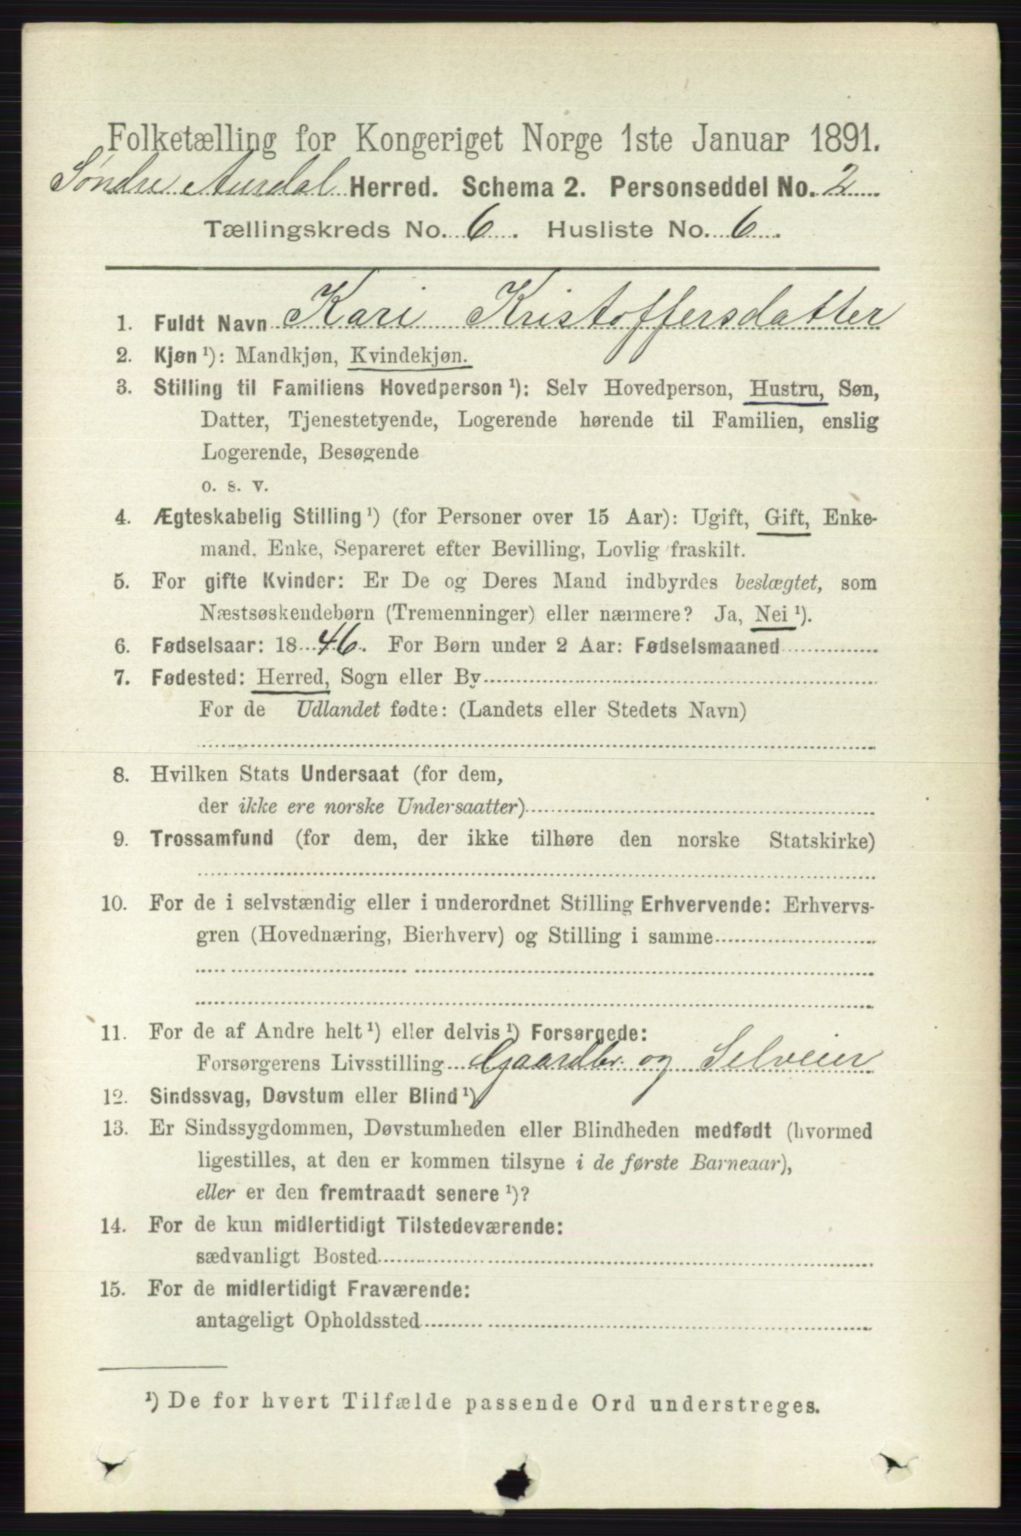 Folketælling for Kongeriget Norge 1ste Januar 1891.
Søndre Aurdal Herred. Schema 2. Personseddel No. 2
Tællingskreds No. 6. Husliste No. 6.
1. Fuldt Navn Kari Kristoffersdatter
2. Kjøn ¹): Mandkjøn, Kvindekjøn.
3. Stilling til Familiens Hovedperson ¹): Selv Hovedperson, Hustru, Søn,
Datter, Tjenestetyende, Logerende hørende til Familien, enslig
Logerende, Besøgende
o. s. v.
4. Ægteskabelig Stilling ¹) (for Personer over 15 Aar): Ugift, Gift, Enke-
mand, Enke, Separeret efter Bevilling, Lovlig fraskilt.
5. For gifte Kvinder: Er De og Deres Mand indbyrdes beslægtet, som
Næstsøskendebørn (Tremenninger) eller nærmere? Ja, Nei ¹).
6. Fødselsaar: 1846. For Børn under 2 Aar: Fødselsmaaned
7. Fødested: Herred, Sogn eller By
For de Udlandet fødte: (Landets eller Stedets Navn)
8. Hvilken Stats Undersaat (for dem,
der ikke ere norske Undersaatter)
9. Trossamfund (for dem, der ikke tilhøre den norske Statskirke)
10. For de i selvstændig eller i underordnet Stilling Erhvervende: Erhvervs-
gren (Hovednæring, Bierhverv) og Stilling i samme
11. For de af Andre helt ¹) eller delvis ¹) Forsørgede:
Forsørgerens Livsstilling Gaardbr. og Selveier
12. Sindssvag, Døvstum eller Blind ¹)
13. Er Sindssygdommen, Døvstumheden eller Blindheden medfødt (hvormed
ligestilles, at den er kommen tilsyne i de første Barneaar),
eller er den fremtraadt senere ¹)?
14. For de kun midlertidigt Tilstedeværende:
sædvanligt Bosted
15. For de midlertidigt Fraværende:
antageligt Opholdssted
¹) De for hvert Tilfælde passende Ord understreges.